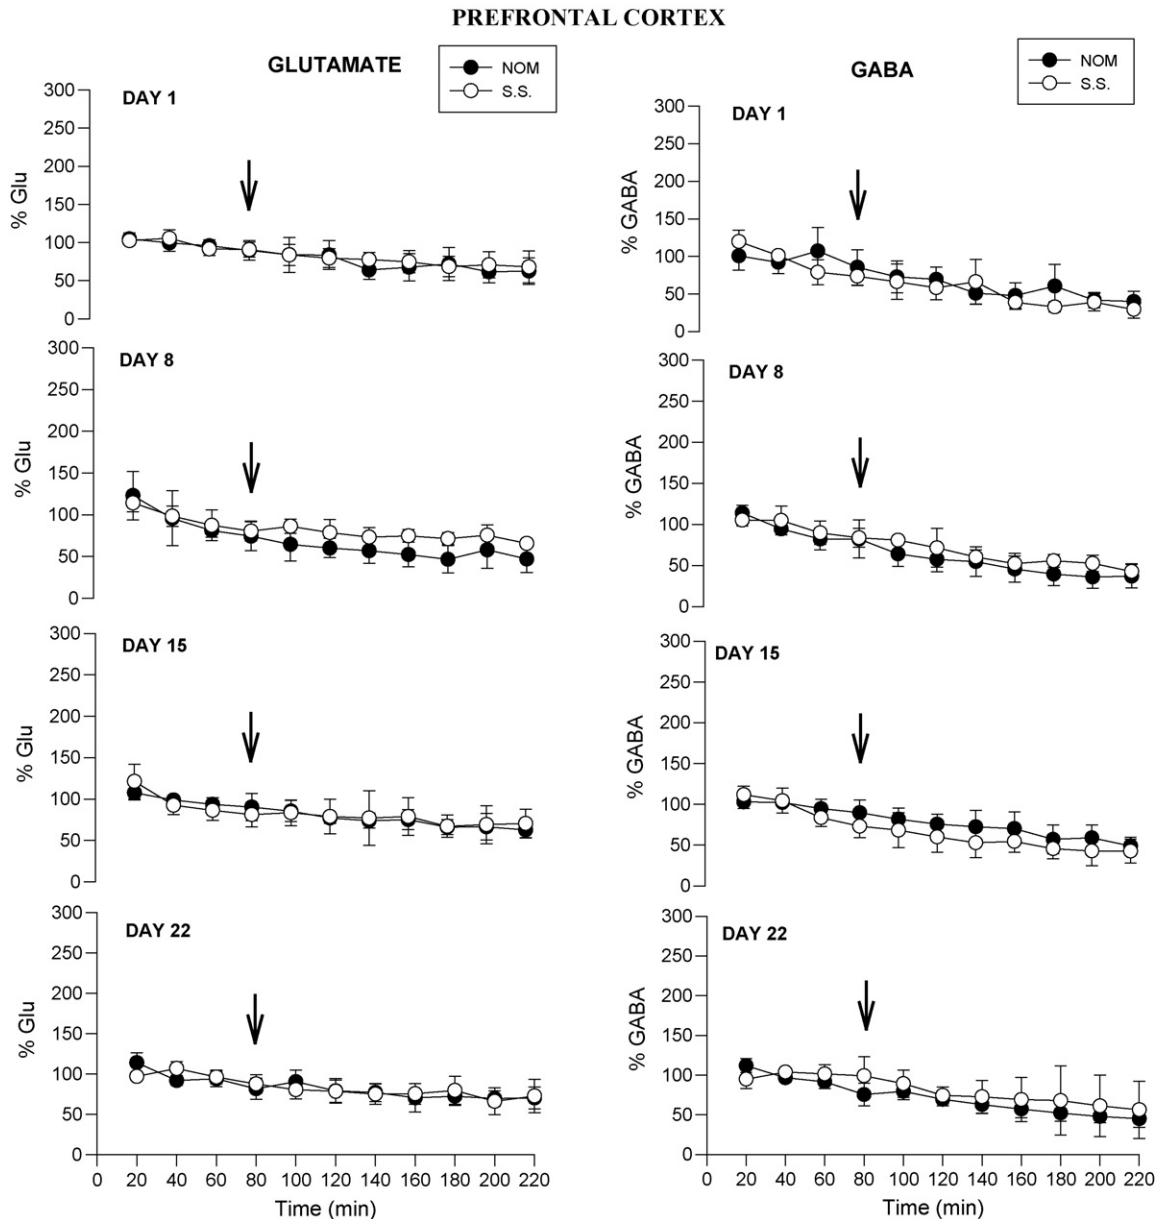 PREFRONTAL CORTEX
GLUTAMATE
NOM
S.S.
DAY 1
% Glu
300
250
200
150
100
50
0
DAY 8
% Glu
300
250
200
150
100
50
0
DAY 15
% Glu
300
250
200
150
100
50
0
DAY 22
% Glu
300
250
200
150
100
50
0
0 20 40 60 80 100 120 140 160 180 200 220
Time (min)
GABA
NOM
S.S.
DAY 1
% GABA
300
250
200
150
100
50
0
DAY 8
% GABA
300
250
200
150
100
50
0
DAY 15
% GABA
300
250
200
150
100
50
0
DAY 22
% GABA
300
250
200
150
100
50
0
0 20 40 60 80 100 120 140 160 180 200 220
Time (min)